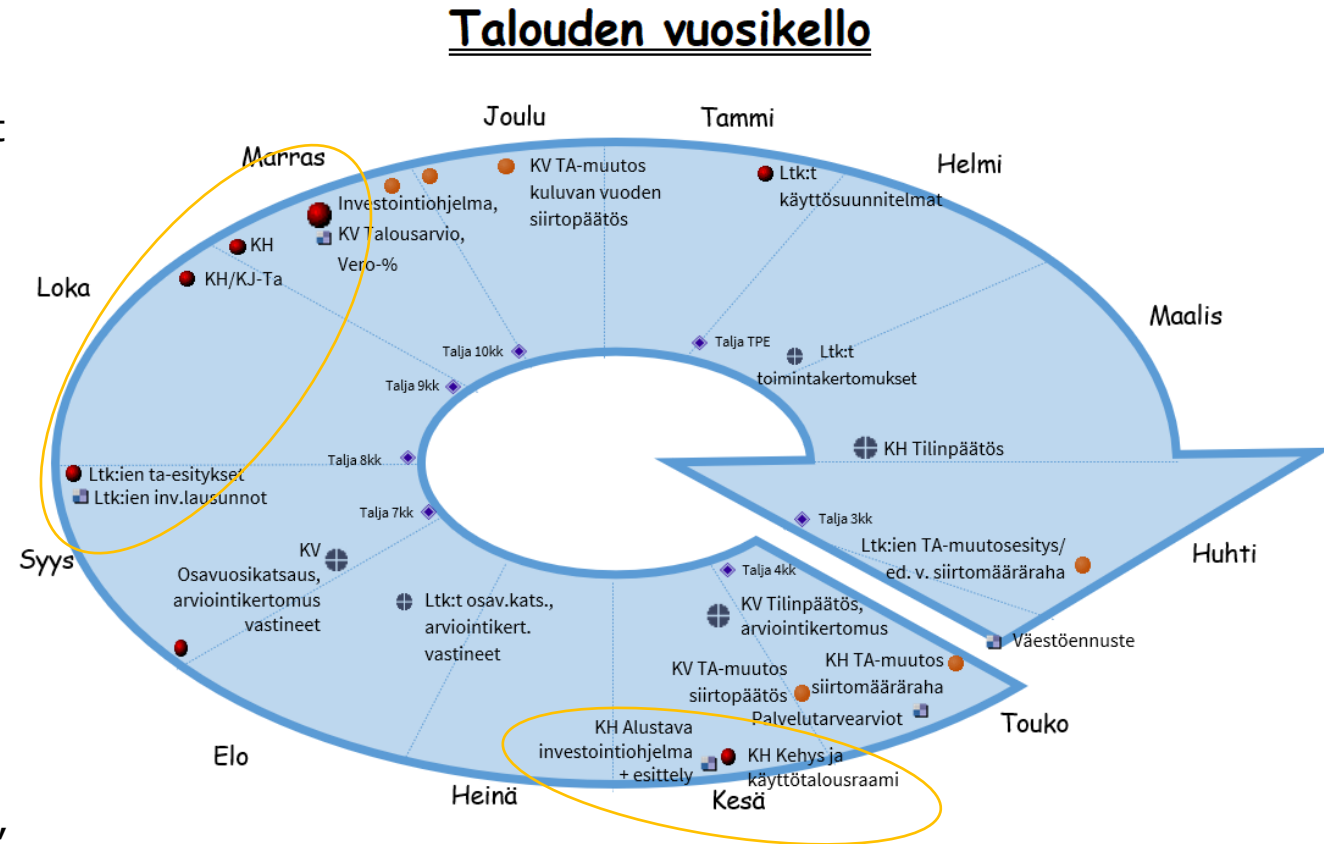 Talouden vuosikello
Joulu
Tammi
Helmi
Maalis
Huhti
Touko
Kesä
Heinä
Elo
Syys
Loka
Marras
KV TA-muutos
kuluvan vuoden
siirtopäätös
Ltk:t
käyttösuunnitelmat
Investointiohjelma,
KV Talousarvio,
Vero-%
KH
KH/KJ-Ta
Talja 10kk
Talja 9kk
Talja 8kk
Talja 7kk
Talja TPE
Ltk:t
toimintakertomukset
KH Tilinpäätös
Talja 3kk
Ltk:ien TA-muutosesitys/
ed. v. siirtomääräraha
Väestöennuste
Talja 4kk
KV Tilinpäätös,
arviointikertomus
KH TA-muutos
siirtomääräraha
KV TA-muutos
siirtopäätös
Palvelutarvearviot
KH Kehys ja
käyttötalousraami
KH Alustava
investointiohjelma
+ esittely
Ltk:t osav.kats.,
arviointikert.
vastineet
KV
Osavuosikatsaus,
arviointikertomus
vastineet
Ltk:ien ta-esitykset
Ltk:ien inv.lausunnot